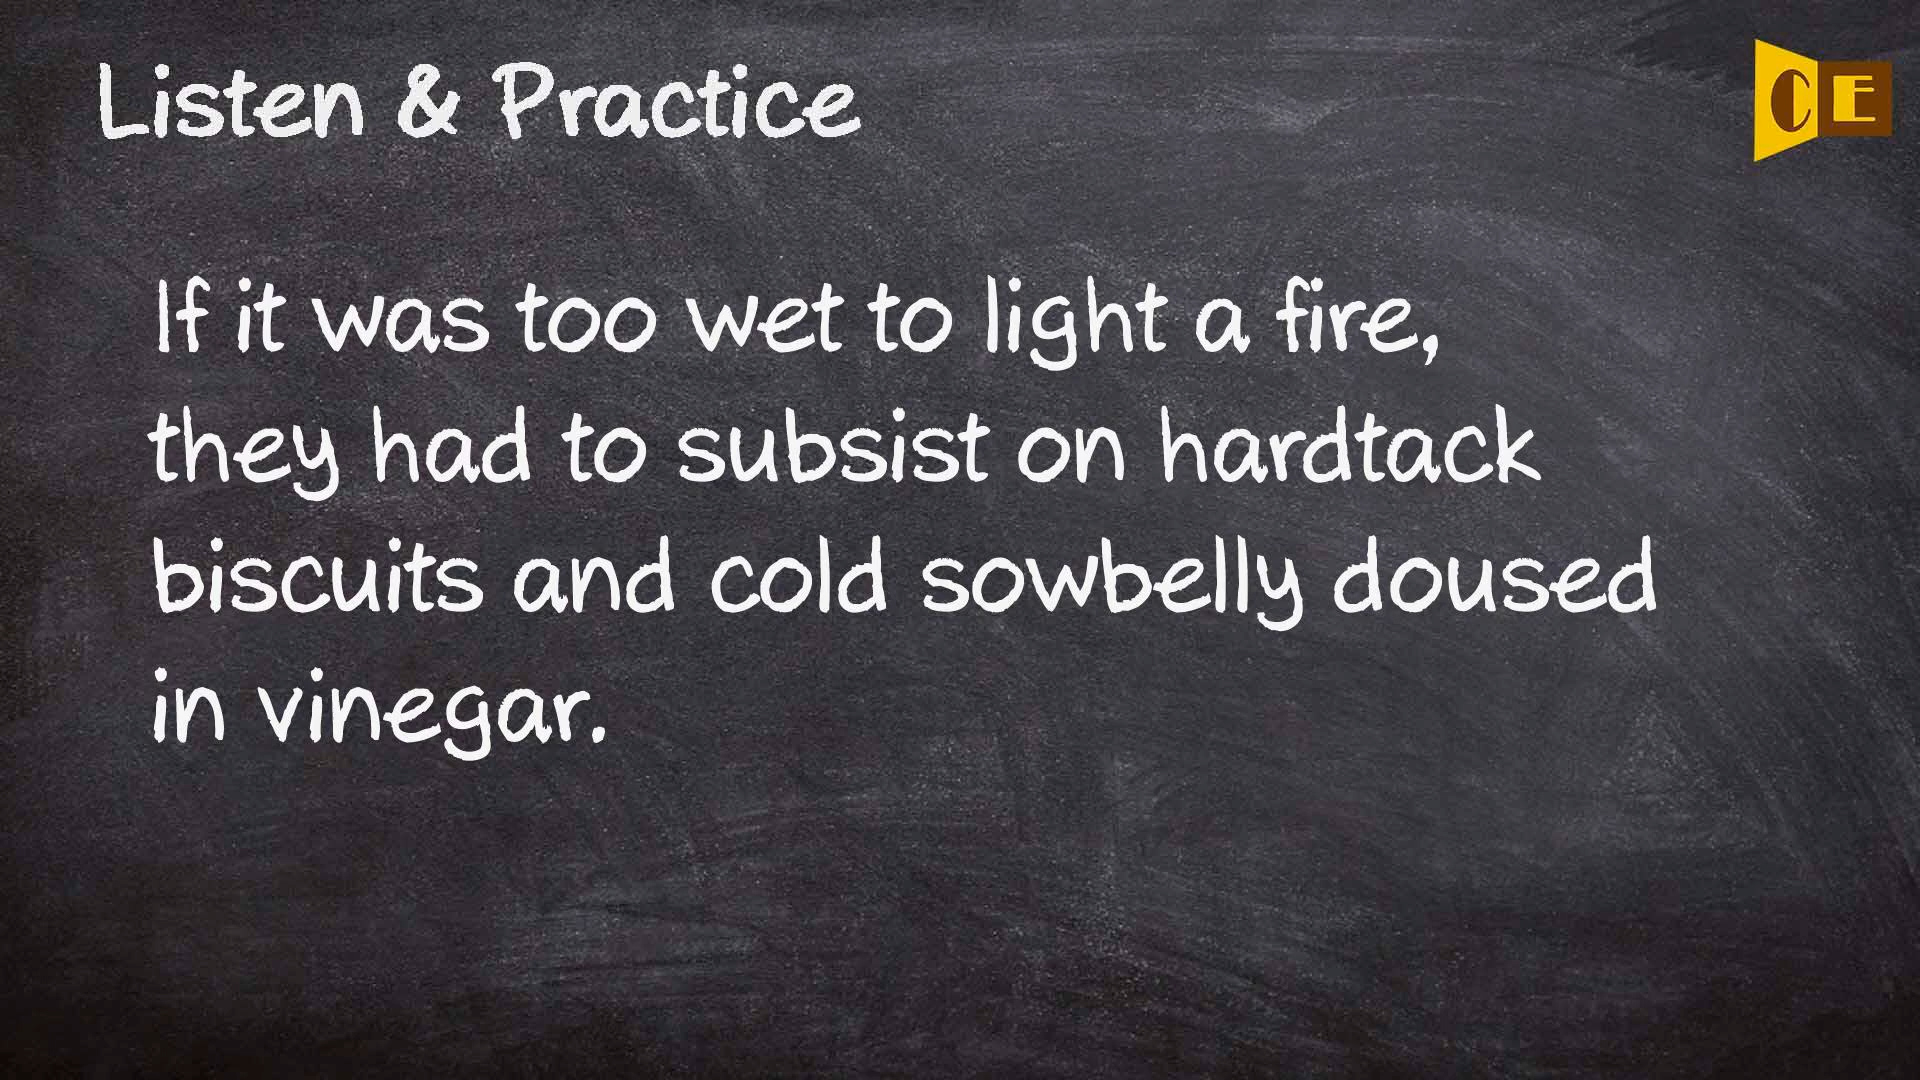 Listen & Practice
CE
If it was too wet to light a fire,
they had to subsist on hardtack
biscuits and cold sowbelly doused
in vinegar.